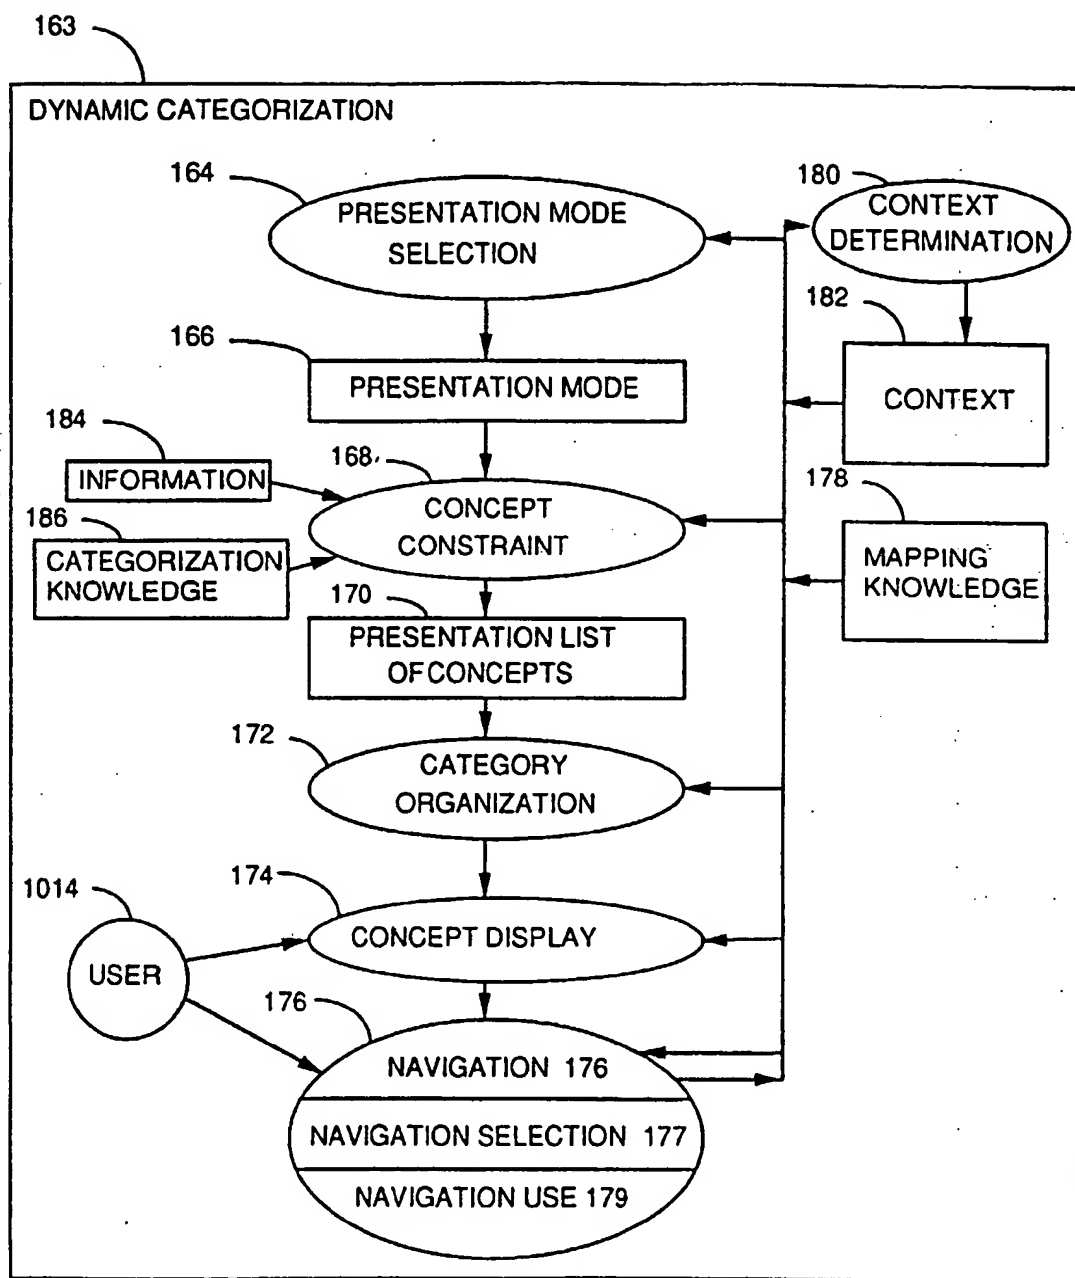 163
DYNAMIC CATEGORIZATION
164
PRESENTATION MODE
SELECTION
180
CONTEXT
DETERMINATION
166
PRESENTATION MODE
182
CONTEXT
184
INFORMATION
168
CONCEPT
CONSTRAINT
178
MAPPING
KNOWLEDGE
186
CATEGORIZATION
KNOWLEDGE
170
PRESENTATION LIST
OF CONCEPTS
172
CATEGORY
ORGANIZATION
174
CONCEPT DISPLAY
1014
USER
176
NAVIGATION 176
NAVIGATION SELECTION 177
NAVIGATION USE 179